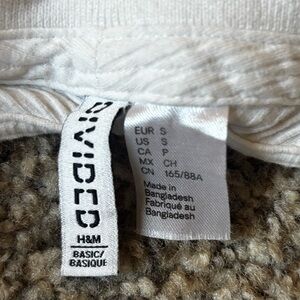 DIVIDED
H&M
BASIC/
BASIQUE
EUR S
US S
CA P
MX CH
CN 165/88A
Made in
Bangladesh
Fabriqué au
Bangladesh